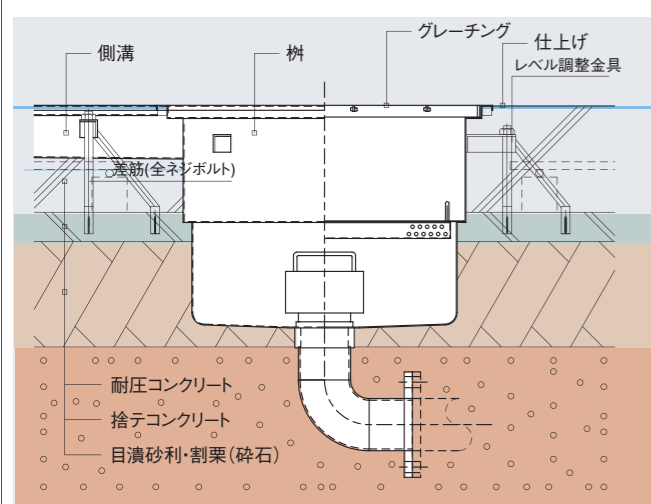 グレーチング
側溝
桝
仕上げ
レベル調整金具
差筋(全ネジボルト)
耐圧コンクリート
捨テコンクリート
目潰砂利・割栗(砕石)